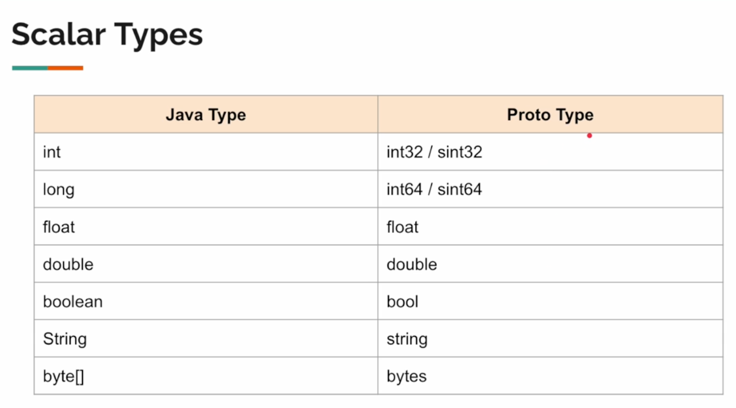 Scalar Types
Java Type Proto Type
int int32 / sint32
long int64 / sint64
float float
double double
boolean bool
String string
byte[] bytes